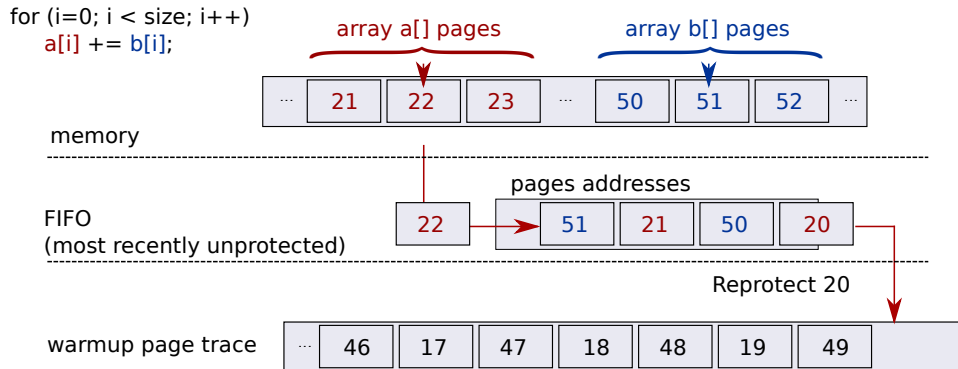 for (i=0; i < size; i++)
a[i] += b[i];
array a[] pages
array b[] pages
... 21 22 23 ... 50 51 52 ...
memory
pages addresses
FIFO
(most recently unprotected)
22 51 21 50 20
Reprotect 20
warmup page trace
... 46 17 47 18 48 19 49